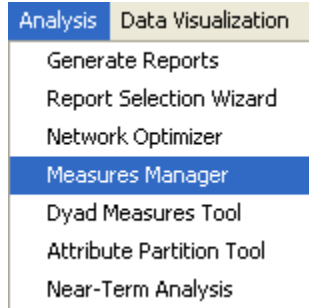 Analysis Data Visualization
Generate Reports
Report Selection Wizard
Network Optimizer
Measures Manager
Dyad Measures Tool
Attribute Partition Tool
Near-Term Analysis